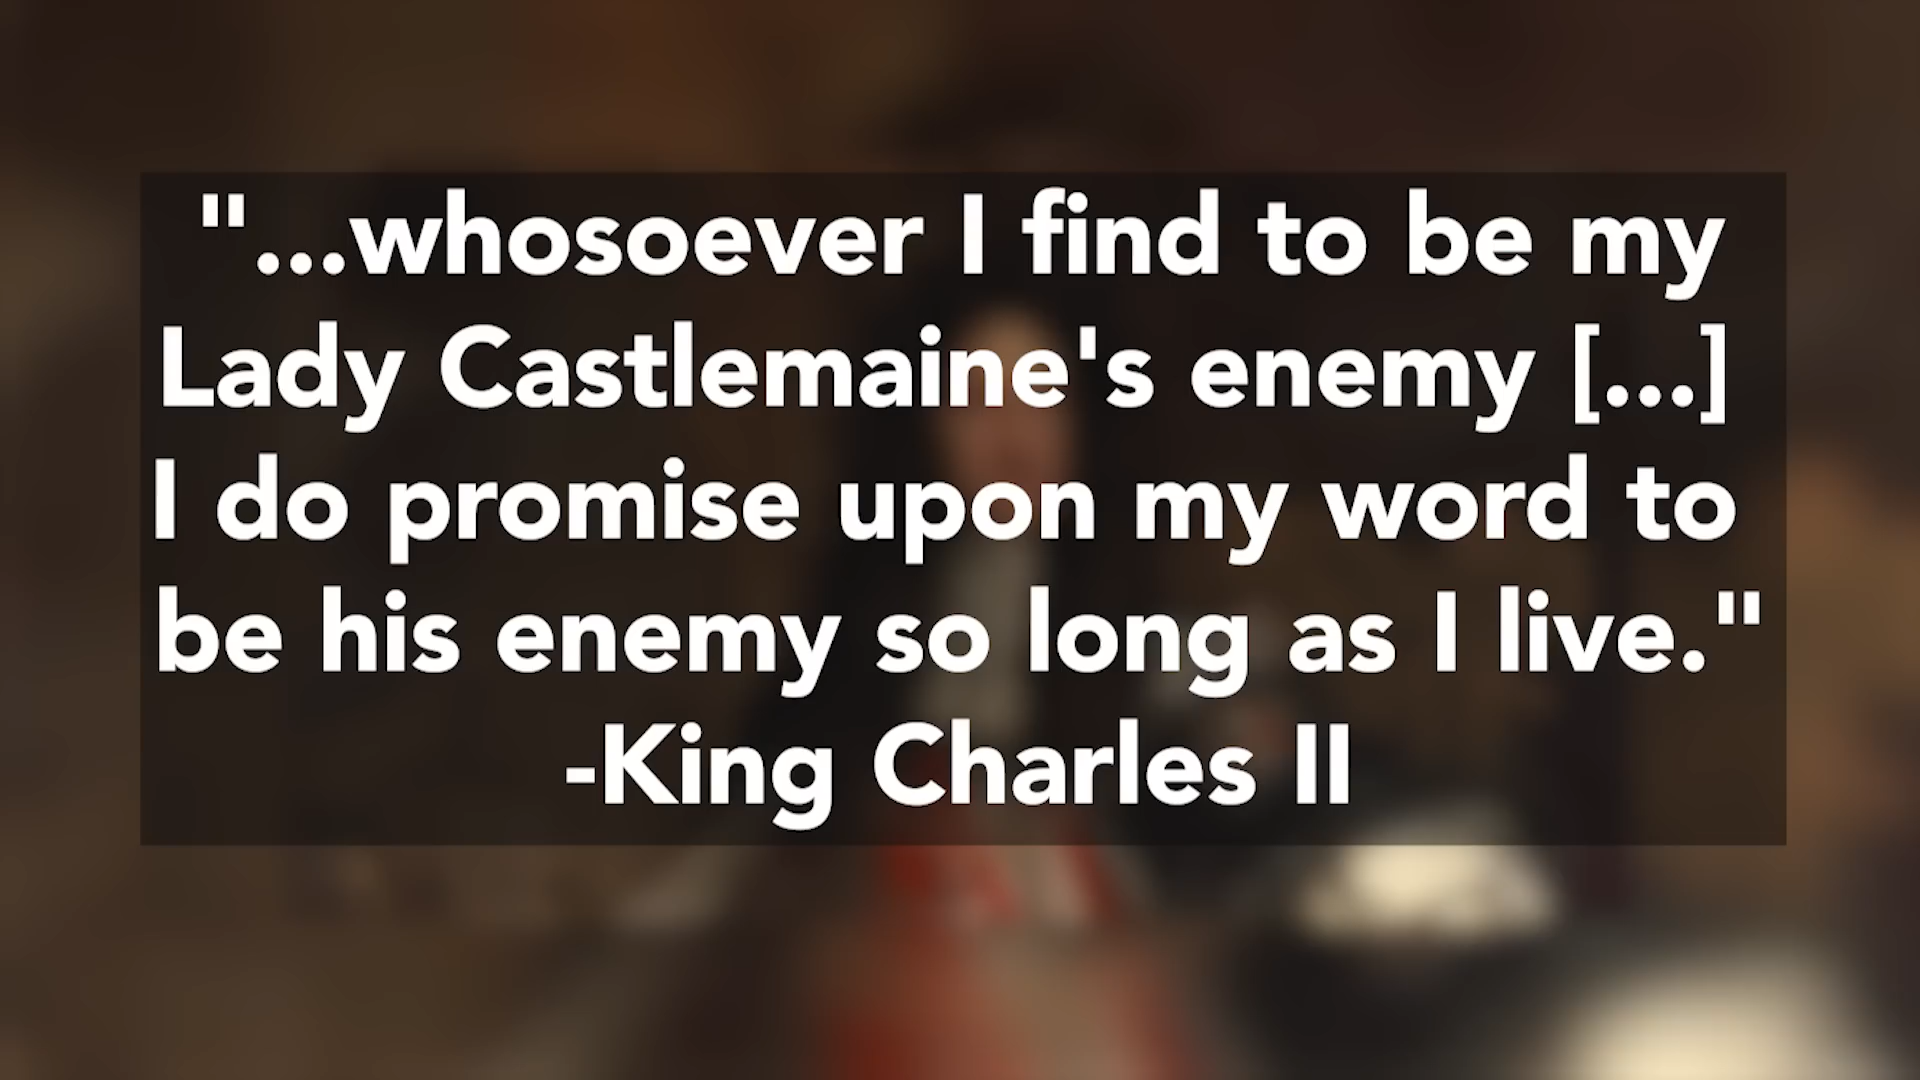 "...whosoever I find to be my
Lady Castlemaine's enemy [...]
I do promise upon my word to
be his enemy so long as I live."
-King Charles II